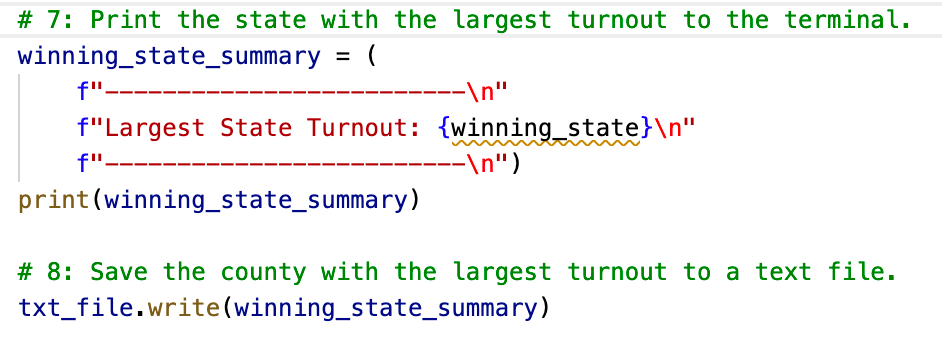 # 7: Print the state with the largest turnout to the terminal.
winning_state_summary = (
    f"-------------------------\n"
    f"Largest State Turnout: {winning_state}\n"
    f"-------------------------\n")
print(winning_state_summary)
# 8: Save the county with the largest turnout to a text file.
txt_file.write(winning_state_summary)